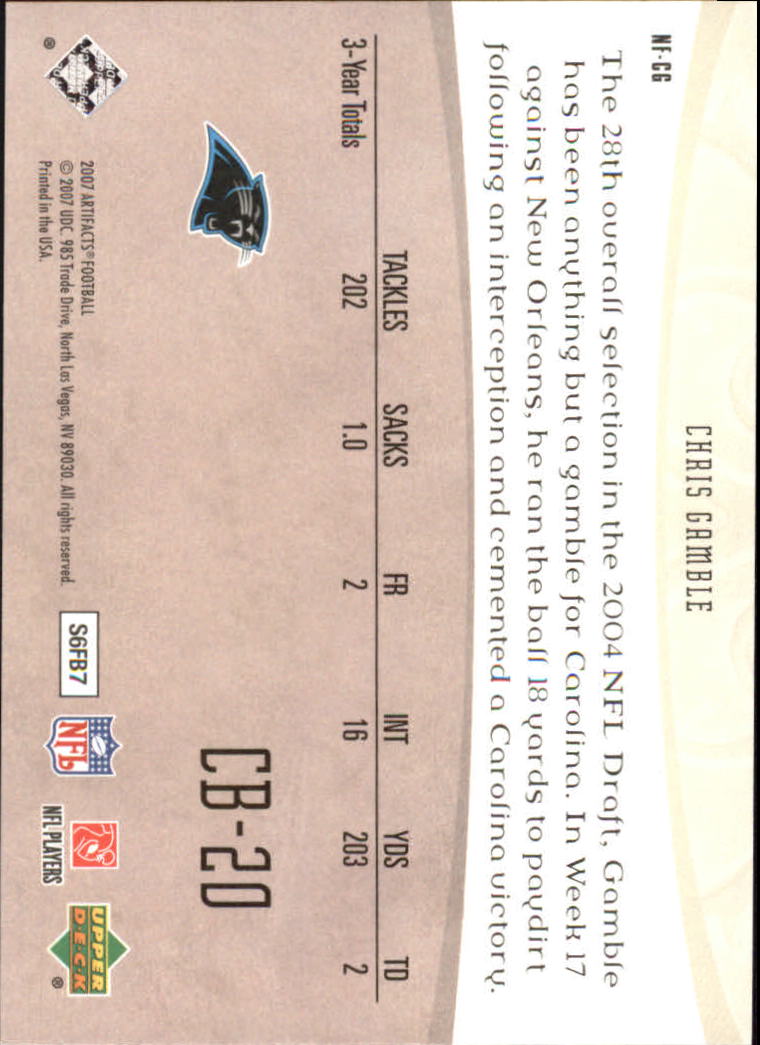 CHRIS GAMBLE
NF-CG
The 28th overall selection in the 2004 NFL Draft, Gamble
has been anything but a gamble for Carolina. In Week 17
against New Orleans, he ran the ball 18 yards to paydirt
following an interception and cemented a Carolina victory.
TACKLES SACKS FR INT YDS TD
3-Year Totals 202 1.0 2 16 203 2
CB-20
2007 ARTIFACTS® FOOTBALL
© 2007 UDC. 985 Trade Drive, North Las Vegas, NV 89030. All rights reserved.
Printed in the USA.
®
S6FB7
NFL
NFL PLAYERS
UPPER
DECK
®